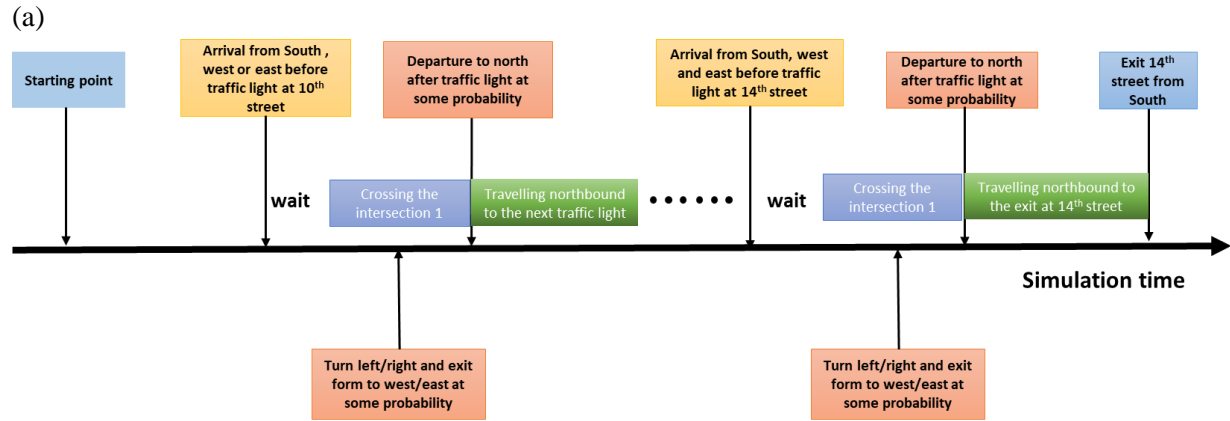 (a)
Starting point
Arrival from South ,
west or east before
traffic light at 10th
street
Departure to north
after traffic light at
some probability
Arrival from South, west
and east before traffic
light at 14th street
Departure to north
after traffic light at
some probability
Exit 14th
street from
South
wait
Crossing the
intersection 1
Travelling northbound
to the next traffic light
wait
Crossing the
intersection 1
Travelling northbound to
the exit at 14th street
Simulation time
Turn left/right and exit
form to west/east at
some probability
Turn left/right and exit
form to west/east at
some probability